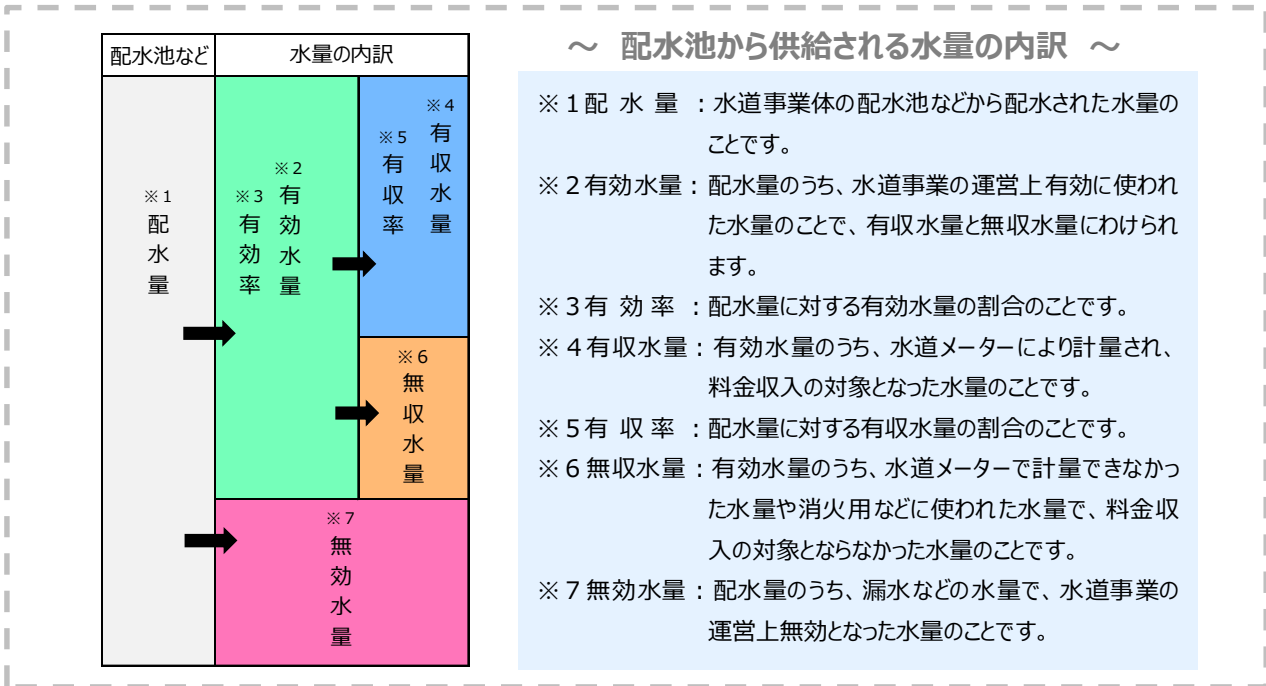 配水池など
水量の内訳
※1
配水量
※3
有効率
※2
有効水量
※5
有収率
※4
有収水量
※6
無収水量
※7
無効水量
～ 配水池から供給される水量の内訳 ～
※1配 水 量 ：水道事業体の配水池などから配水された水量の
ことです。
※2有効水量：配水量のうち、水道事業の運営上有効に使われ
た水量のことで、有収水量と無収水量にわけられ
ます。
※3有 効 率 ：配水量に対する有効水量の割合のことです。
※4有収水量：有効水量のうち、水道メーターにより計量され、
料金収入の対象となった水量のことです。
※5有 収 率 ：配水量に対する有収水量の割合のことです。
※6無収水量：有効水量のうち、水道メーターで計量できなかっ
た水量や消火用などに使われた水量で、料金収
入の対象とならなかった水量のことです。
※7無効水量：配水量のうち、漏水などの水量で、水道事業の
運営上無効となった水量のことです。